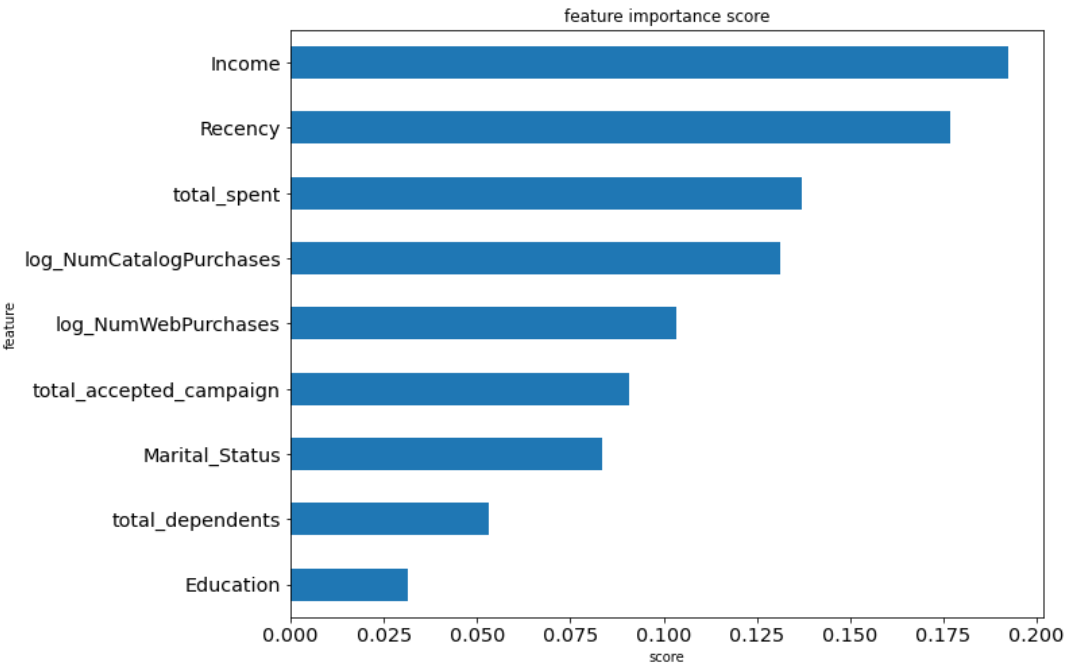 feature importance score
Income
Recency
total_spent
log_NumCatalogPurchases
log_NumWebPurchases
total_accepted_campaign
Marital_Status
total_dependents
Education
feature
0.000 0.025 0.050 0.075 0.100 0.125 0.150 0.175 0.200
score